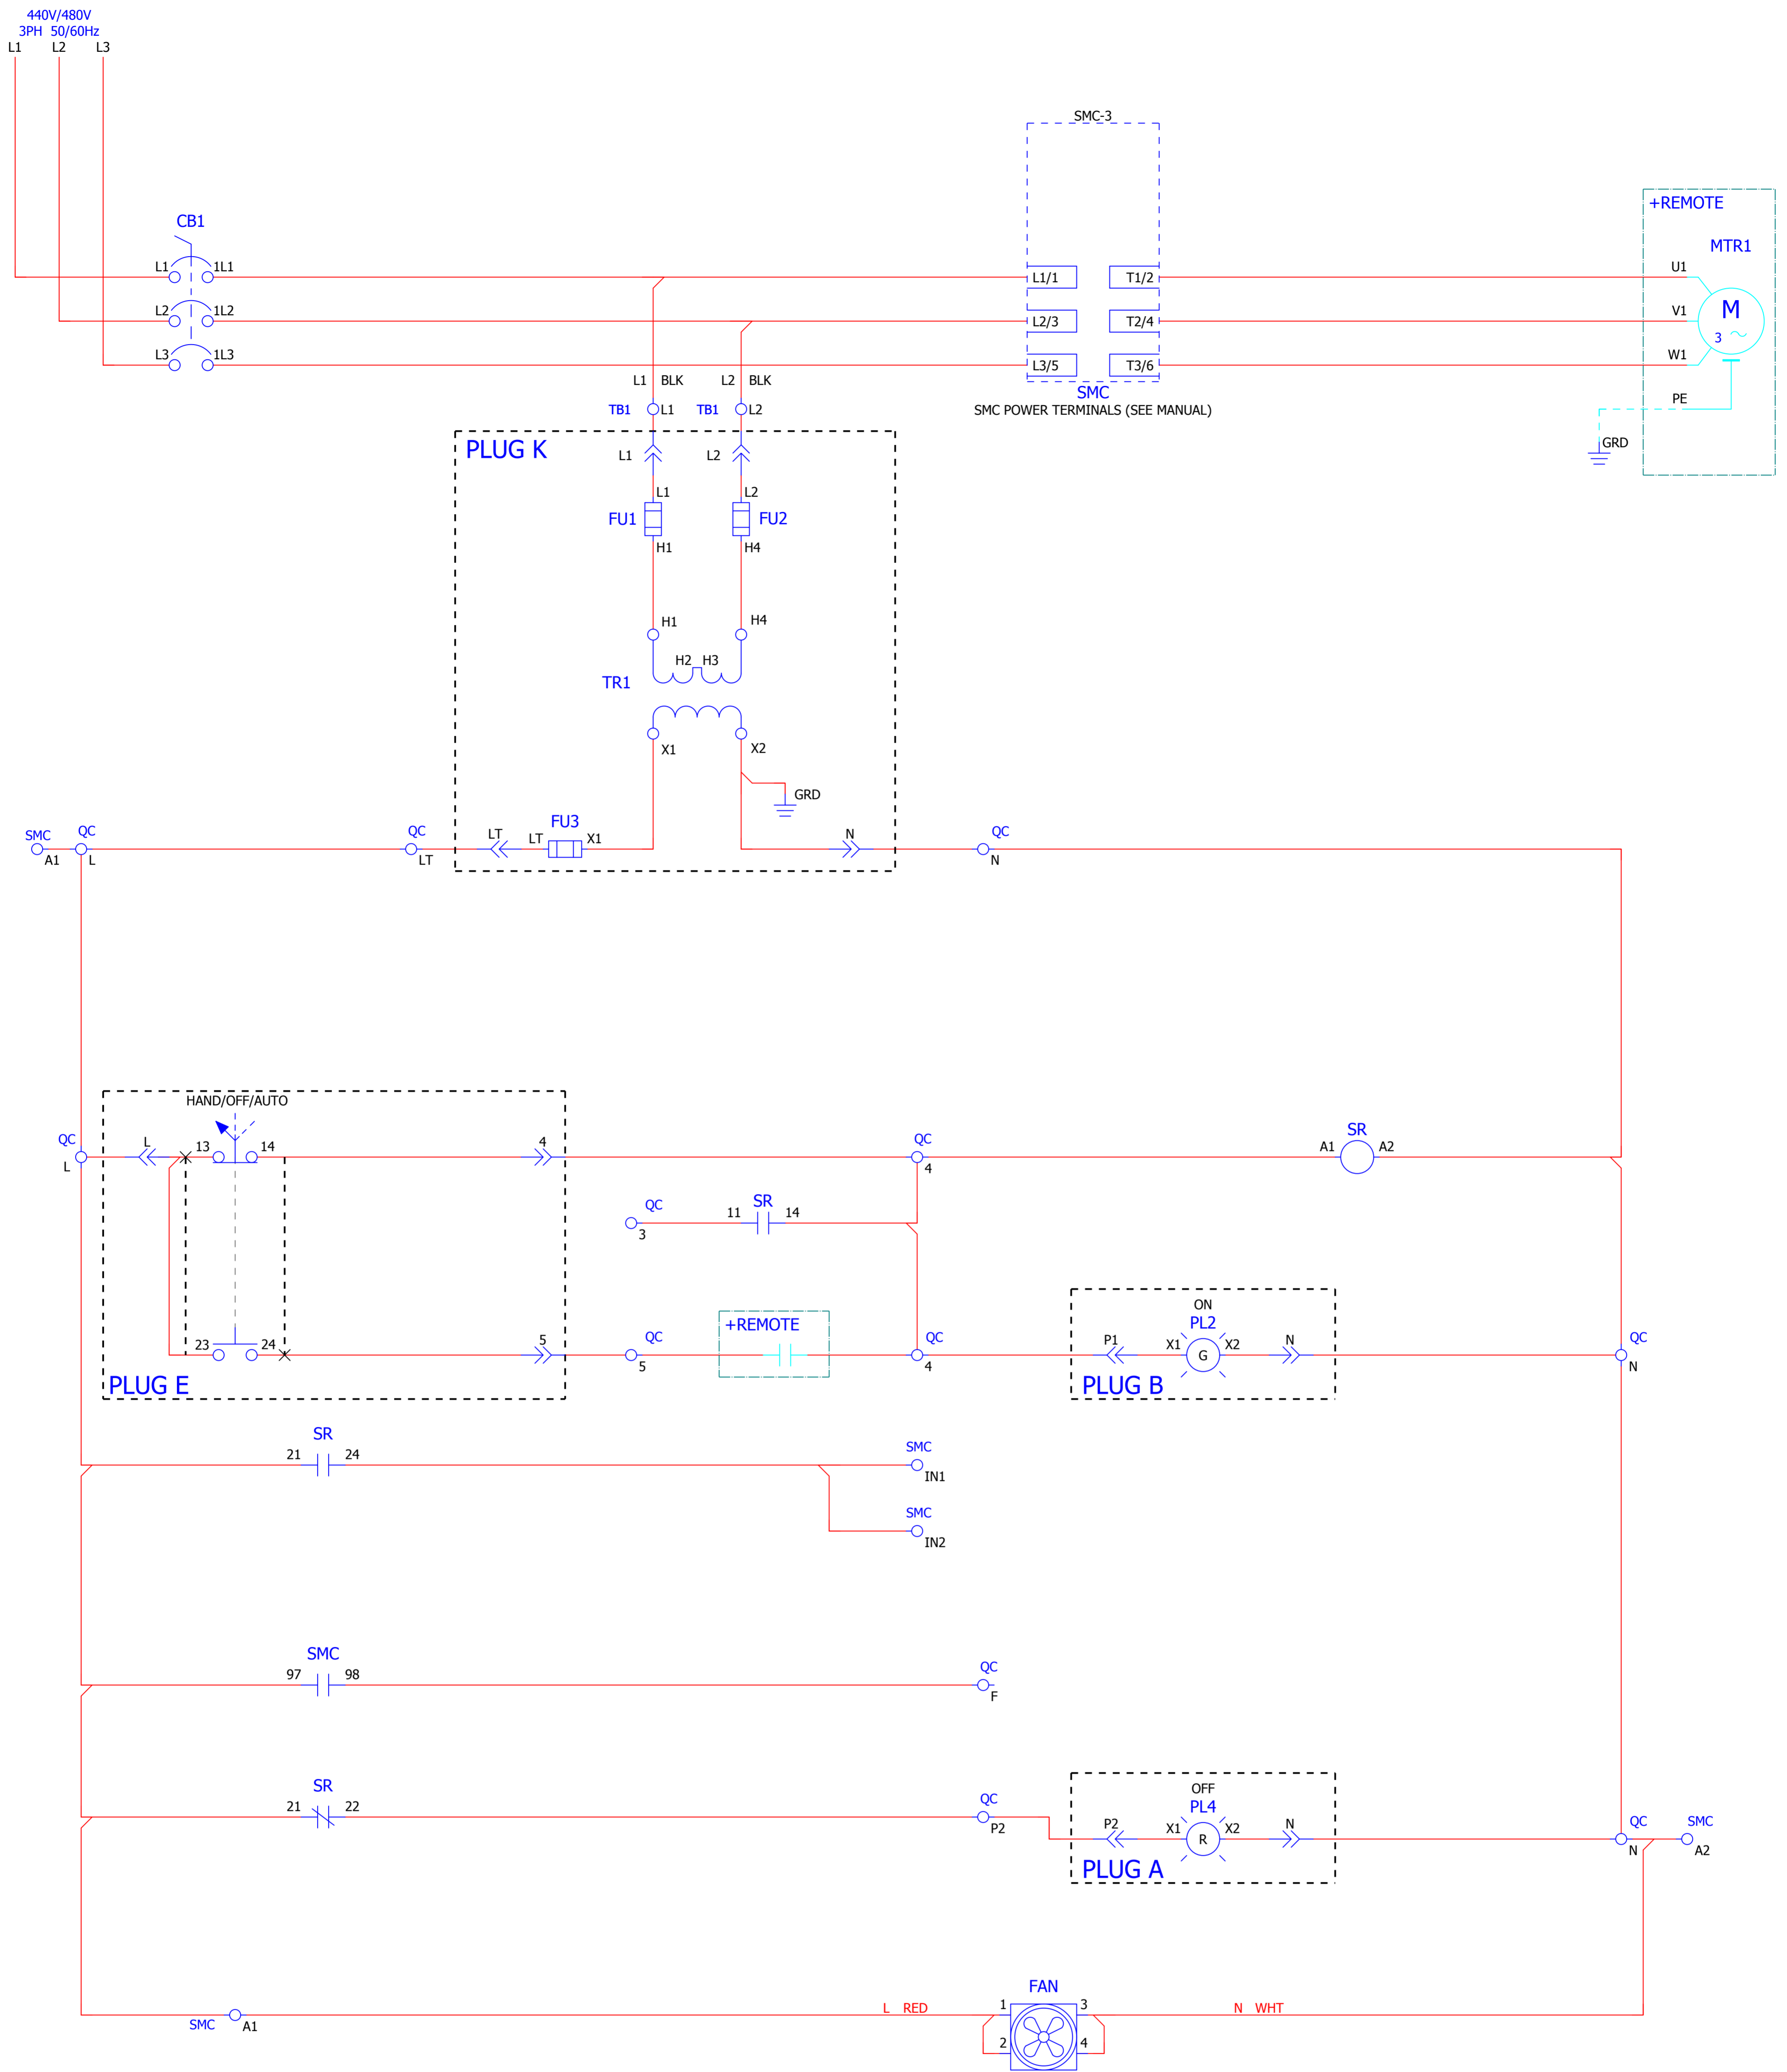 440V/480V
3PH 50/60Hz
L1 L2 L3
SMC-3
+REMOTE
MTR1
CB1
L1 1L1
L1/1 T1/2
U1
L2 1L2
L2/3 T2/4
V1
M
3
L3 1L3
L3/5 T3/6
W1
SMC
SMC POWER TERMINALS (SEE MANUAL)
PE
GRD
L1 BLK L2 BLK
TB1 L1 TB1 L2
PLUG K
L1 L2
L1 L2
FU1 FU2
H1 H4
H1 H4
H2 H3
TR1
X1 X2
GRD
FU3
SMC QC QC LT LT X1 N QC
A1 L LT N
HAND/OFF/AUTO
QC L 13 14 4 QC SR
A1 A2
L 4
QC SR
11 14
3
+REMOTE
ON
PL2
23 24 5 QC P1 X1 G X2 N QC
5 4 N
PLUG E
PLUG B
SR
21 24 SMC
IN1
SMC
IN2
SMC
97 98 QC
F
SR
21 22 QC
P2
OFF
PL4
P2 X1 R X2 N QC SMC
N A2
PLUG A
FAN
L RED 1 3 N WHT
SMC A1
2 4